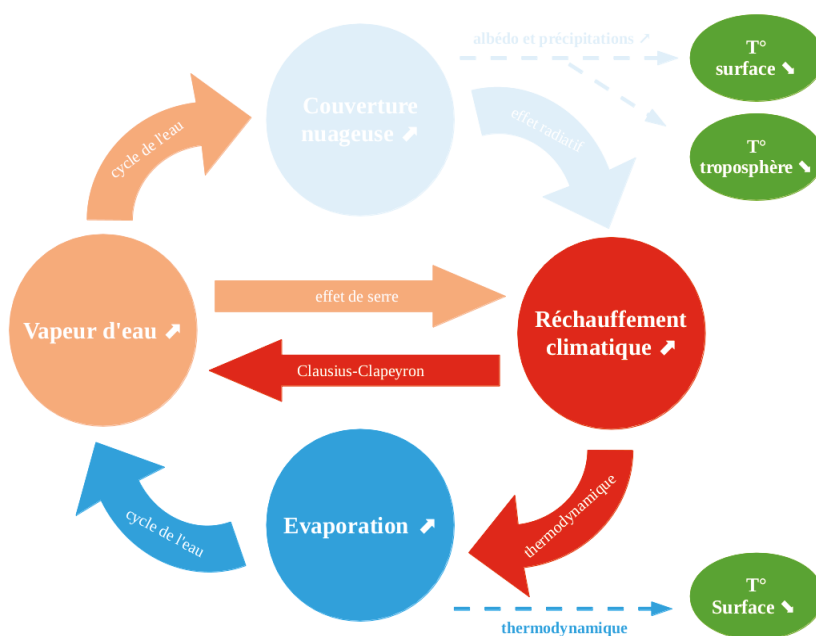 albédo et précipitations ↗
T°
surface ⬊
Couverture
nuageuse ⬈
effet radiatif
cycle de l'eau
T°
troposphère ⬊
Vapeur d'eau ⬈
effet de serre
Réchauffement
climatique ⬈
Clausius-Clapeyron
Evaporation ⬈
thermodynamique
cycle de l'eau
T°
Surface ⬊
thermodynamique